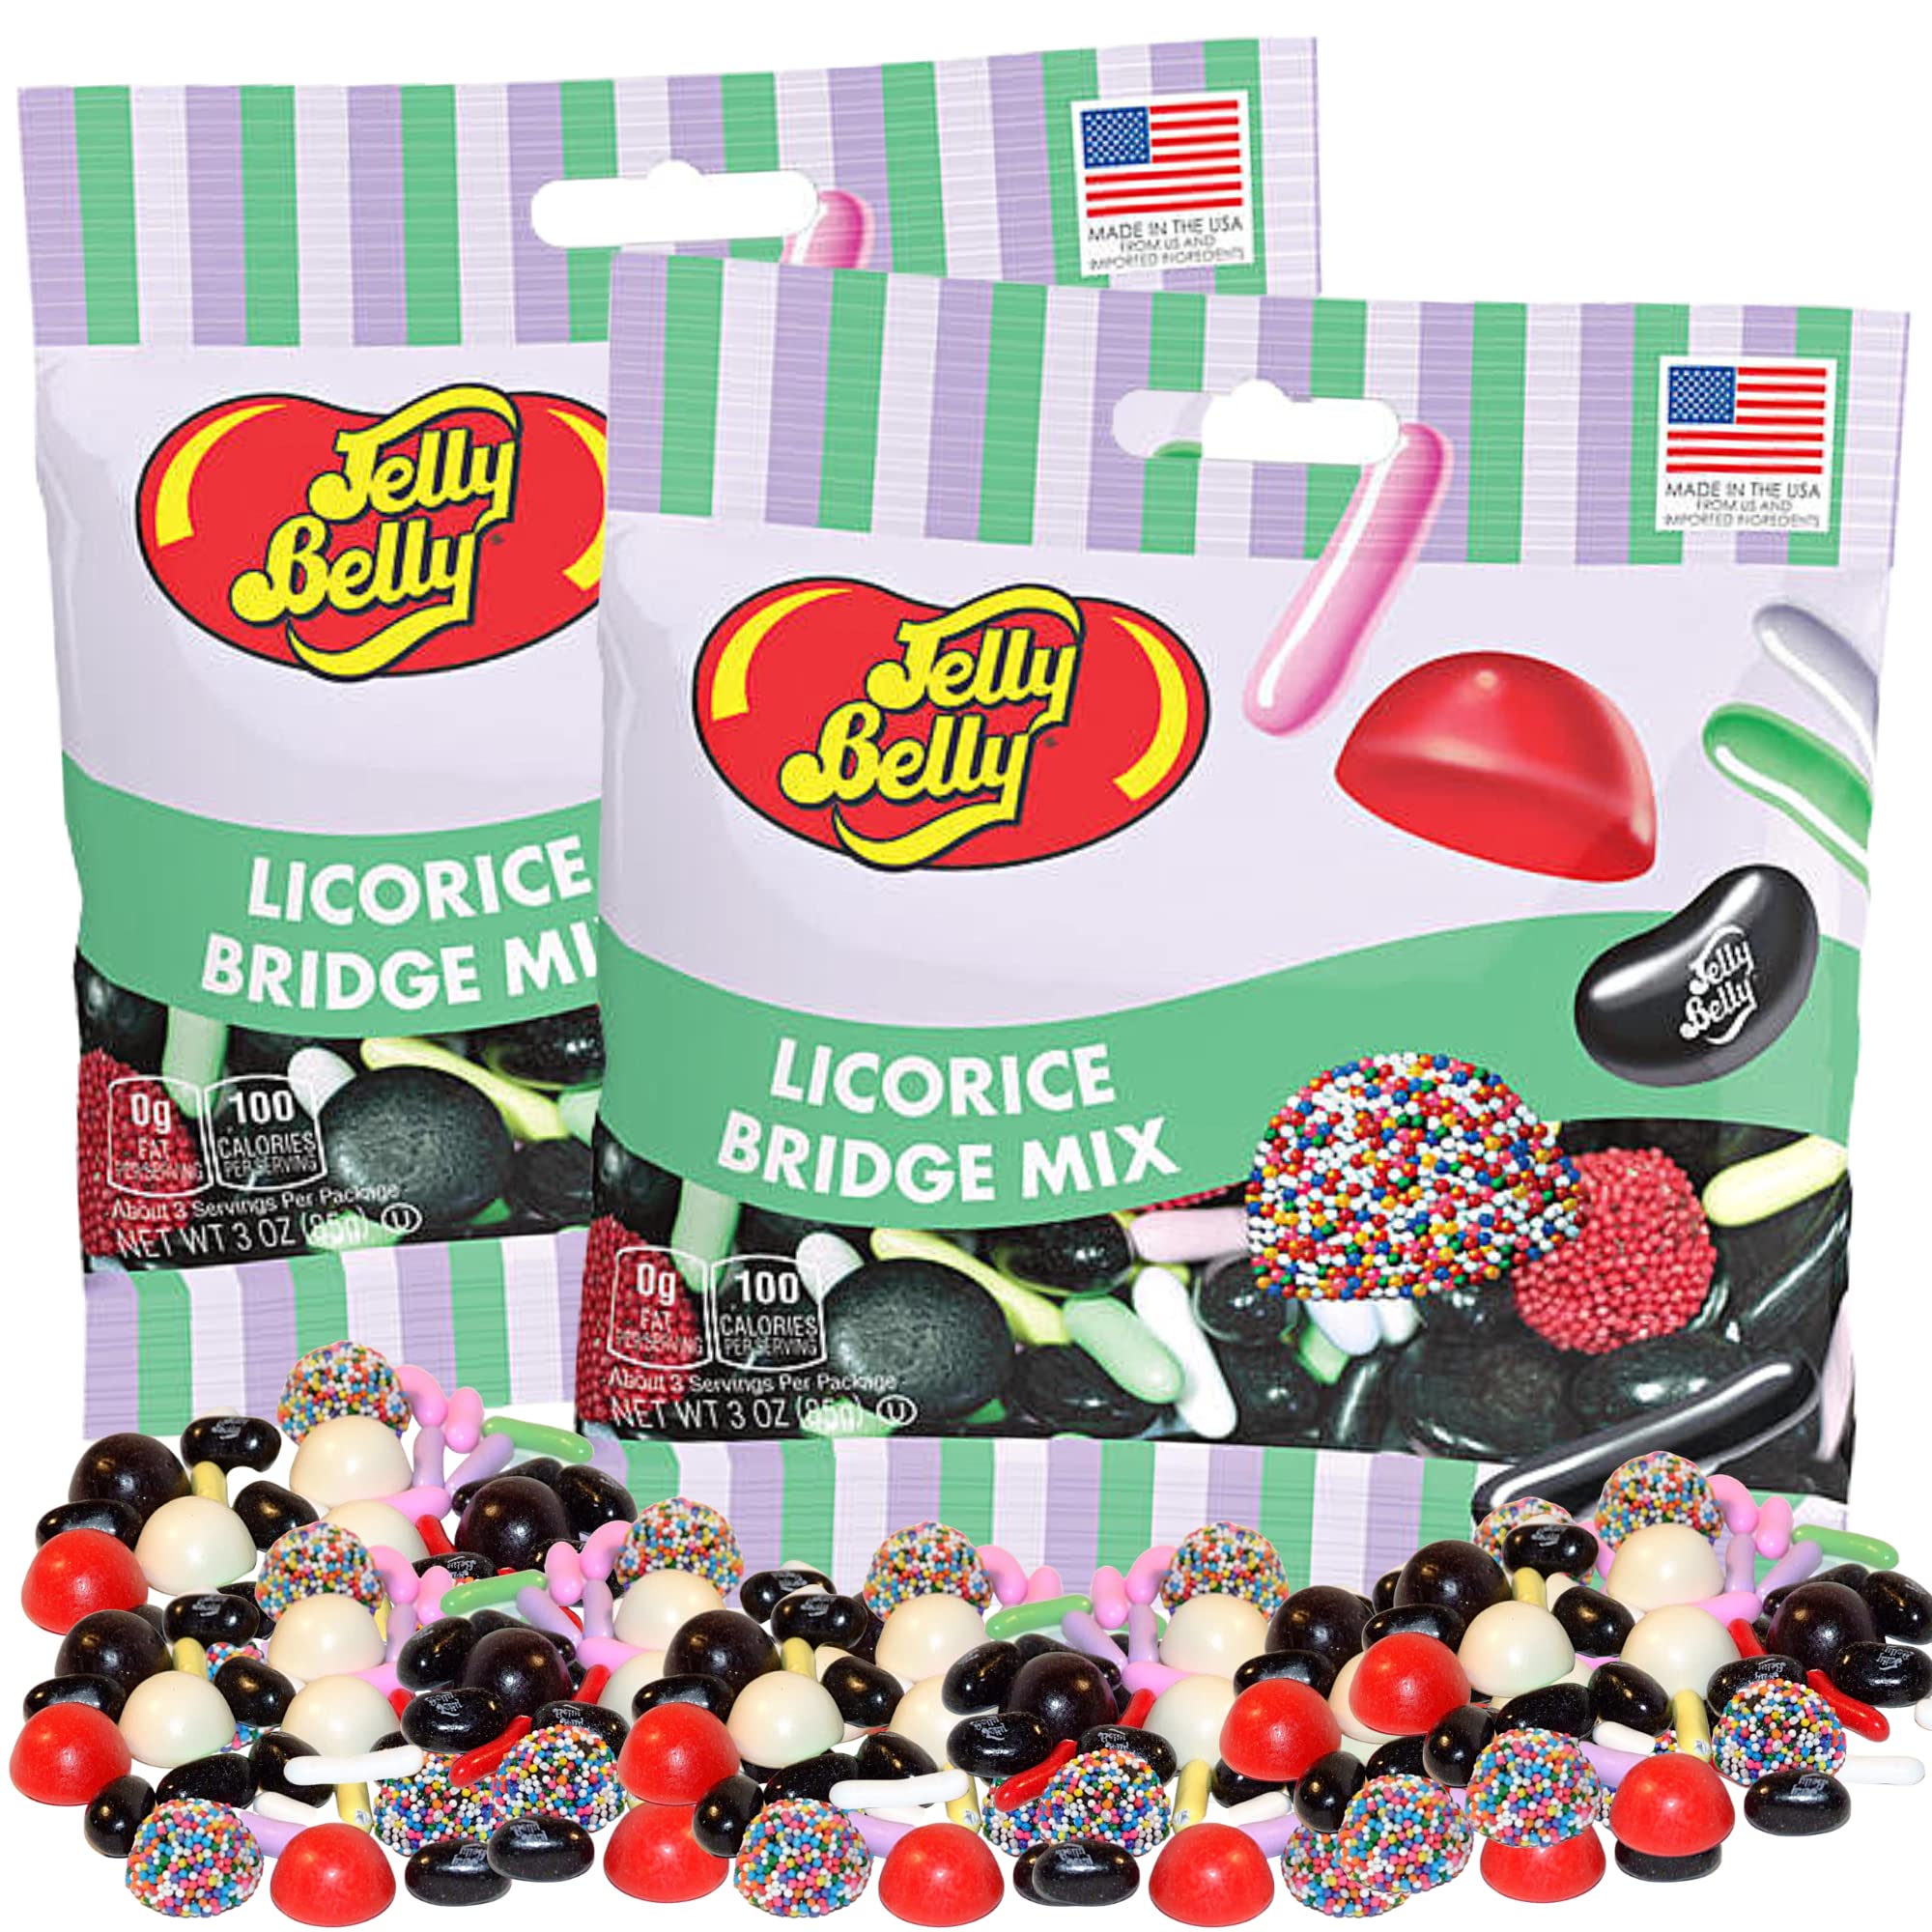 MADE IN THE USA
FROM US AND
IMPORTED INGREDIENTS
Jelly
Belly
LICORICE
BRIDGE MI
0g
FAT
PER SERVING
100
CALORIES
PER SERVING
About 3 Servings Per Package
NET WT 3 OZ (85g) U
MADE IN THE USA
FROM US AND
IMPORTED INGREDIENTS
Jelly
Belly
Jelly
Belly
LICORICE
BRIDGE MIX
0g
FAT
PER SERVING
100
CALORIES
PER SERVING
About 3 Servings Per Package
NET WT 3 OZ (85g) U